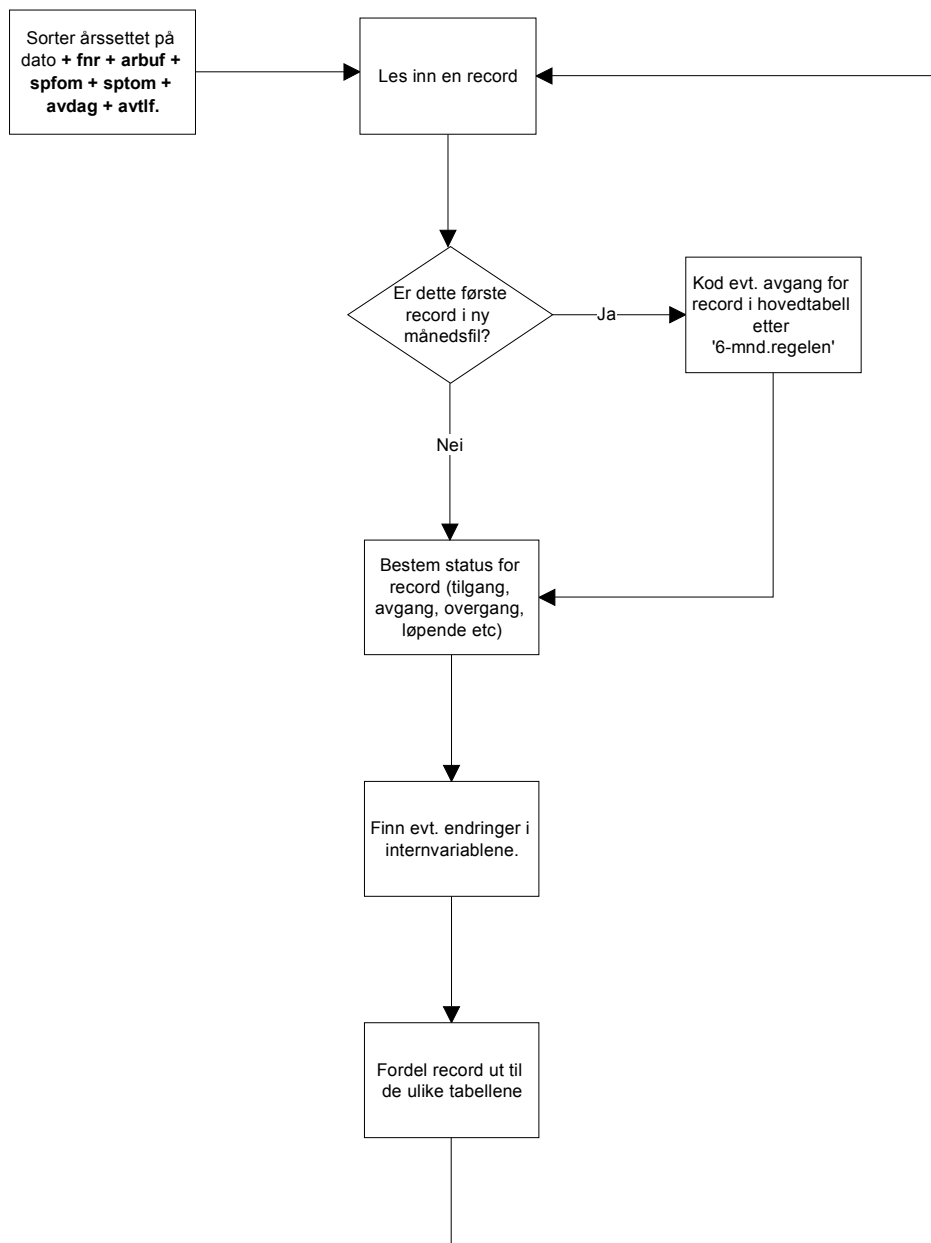 Sorter årssettet på
dato + fnr + arbuf +
spfom + sptom +
avdag + avtlf.
Les inn en record
Er dette første
record i ny
månedsfil?
Ja
Kod evt. avgang for
record i hovedtabell
etter
'6-mnd.regelen'
Nei
Bestem status for
record (tilgang,
avgang, overgang,
løpende etc)
Finn evt. endringer i
internvariablene.
Fordel record ut til
de ulike tabellene